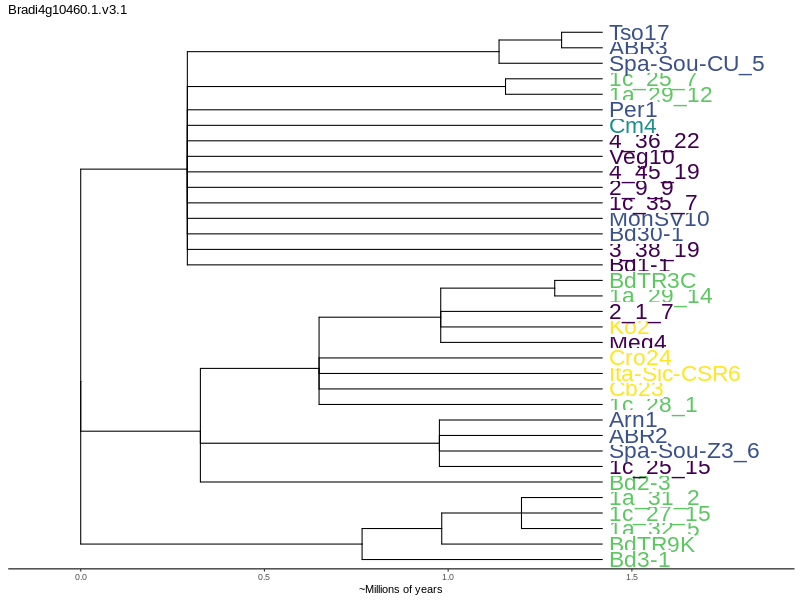 Bradi4g10460.1.v3.1
Tso17
ABR3
Spa-Sou-CU_5
1c_25_7
1a_29_12
Per1
Cm4
4_36_22
Veg10
4_45_19
2_9_9
1c_35_7
MonSV10
Bd30-1
3_38_19
Bd1-1
BdTR3C
1a_29_14
2_1_7
Ko2
Meg4
Cro24
Ita-Sic-CSR6
Cb23
1c_28_1
Arn1
ABR2
Spa-Sou-Z3_6
1c_25_15
Bd2-3
1a_31_2
1c_27_15
1a_32_5
BdTR9K
Bd3-1
0.0 0.5 1.0 1.5
~Millions of years